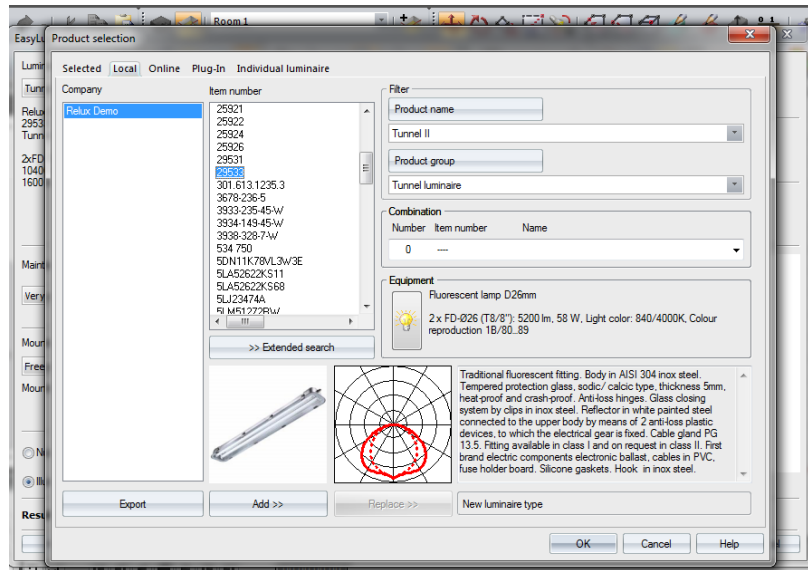 Room 1
EasyLu
Product selection
Selected Local Online Plug-In Individual luminaire
Company
Relux Demo
Item number
25921
25922
25924
25926
29531
29533
301.613.1235.3
3678-236-5
3933-235-45-W
3934-149-45-W
3938-328-7-W
534 750
5DN11K78VL3W3E
5LA52622KS11
5LA52622KS68
5LJ23474A
5LM51272BW
>> Extended search
Filter
Product name
Tunnel II
Product group
Tunnel luminaire
Combination
Number Item number Name
0 ----
Equipment
Fluorescent lamp D26mm
2 x FD-Ø26 (T8/8"): 5200 lm, 58 W, Light color: 840/4000K, Colour
reproduction 1B/80..89
Traditional fluorescent fitting. Body in AISI 304 inox steel.
Tempered protection glass, sodic/ calcic type, thickness 5mm,
heat-proof and crash-proof. Anti-loss hinges. Glass closing
system by clips in inox steel. Reflector in white painted steel
connected to the upper body by means of 2 anti-loss plastic
devices, to which the electrical gear is fixed. Cable gland PG
13.5. Fitting available in class I and on request in class II. First
brand electric components electronic ballast, cables in PVC,
fuse holder board. Silicone gaskets. Hook in inox steel.
Export
Add >>
Replace >>
New luminaire type
OK Cancel Help
Lumin
Tunn
Relux
2953
Tunn
2xFD
1040
1600
Maint
Very
Moun
Free
Moun
Resu